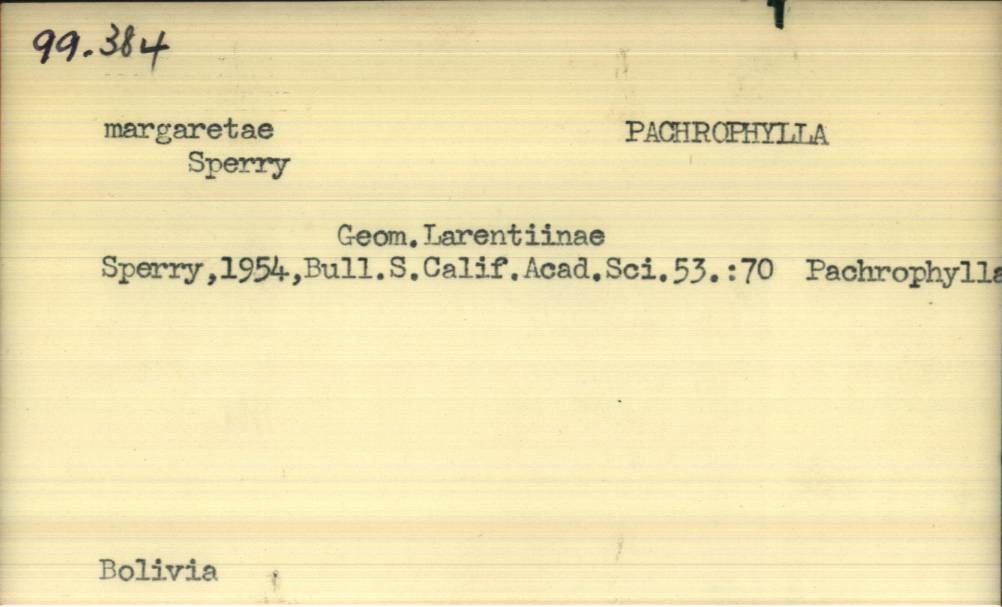 99.384
margaretae PACHROPHYLLA
Sperry
Geom.Larentiinae
Sperry,1954,Bull.S.Calif.Acad.Sci.53.:70 Pachrophylla
Bolivia